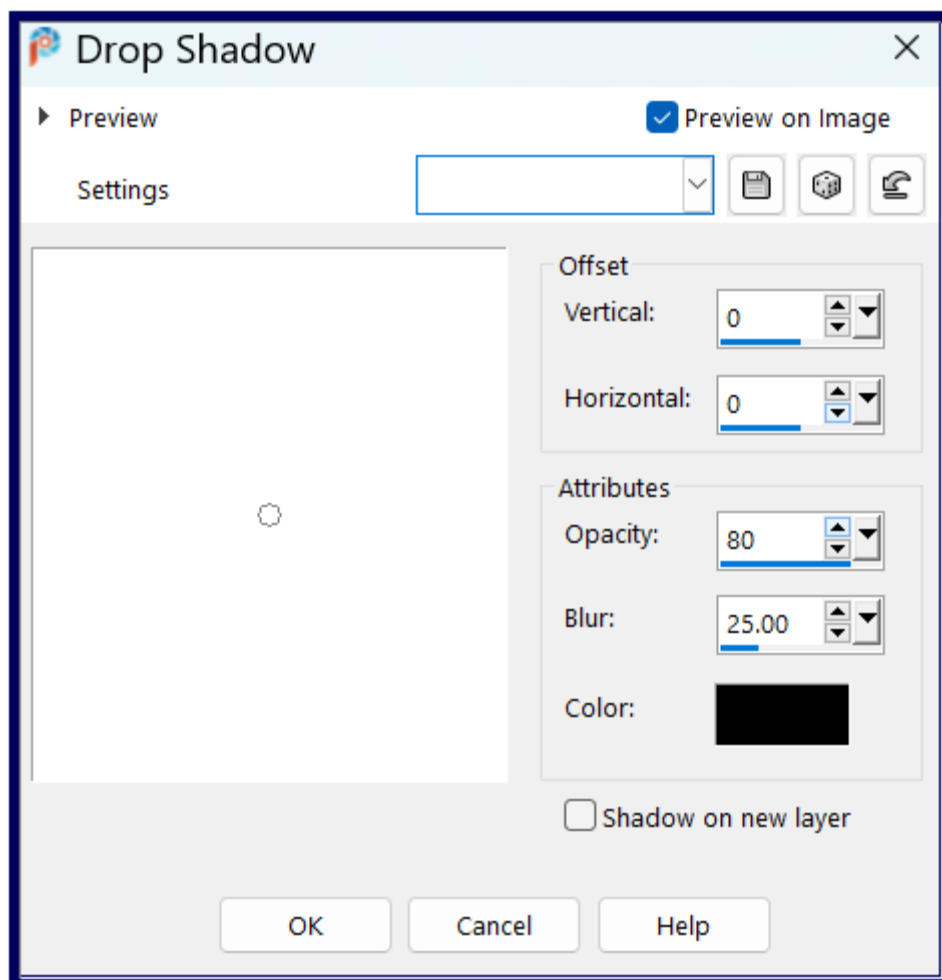 Drop Shadow
Preview
Preview on Image
Settings
Offset
Vertical: 0
Horizontal: 0
Attributes
Opacity: 80
Blur: 25.00
Color:
Shadow on new layer
OK Cancel Help